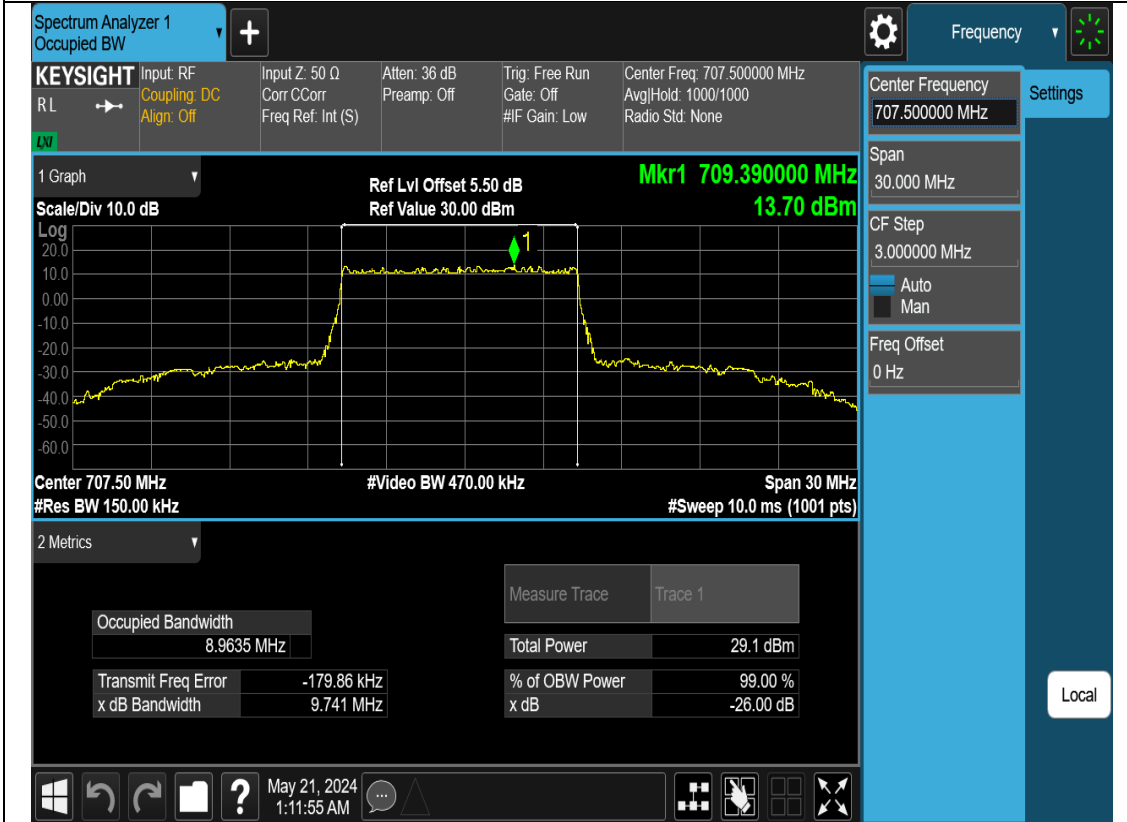 Spectrum Analyzer 1
Occupied BW
+
Frequency
KEYSIGHT
RL
LXI
Input: RF
Coupling: DC
Align: Off
Input Z: 50 Ω
Corr CCorr
Freq Ref: Int (S)
Atten: 36 dB
Preamp: Off
Trig: Free Run
Gate: Off
#IF Gain: Low
Center Freq: 707.500000 MHz
Avg|Hold: 1000/1000
Radio Std: None
Center Frequency
707.500000 MHz
Settings
Span
30.000 MHz
CF Step
3.000000 MHz
Auto
Man
Freq Offset
0 Hz
Local
1 Graph
Scale/Div 10.0 dB
Ref Lvl Offset 5.50 dB
Ref Value 30.00 dBm
Mkr1 709.390000 MHz
13.70 dBm
Log
20.0
10.0
0.00
-10.0
-20.0
-30.0
-40.0
-50.0
-60.0
1
Center 707.50 MHz
#Res BW 150.00 kHz
#Video BW 470.00 kHz
Span 30 MHz
#Sweep 10.0 ms (1001 pts)
2 Metrics
Measure Trace Trace 1
Occupied Bandwidth
8.9635 MHz
Total Power 29.1 dBm
Transmit Freq Error -179.86 kHz
% of OBW Power 99.00 %
x dB Bandwidth 9.741 MHz
x dB -26.00 dB
?
May 21, 2024
1:11:55 AM